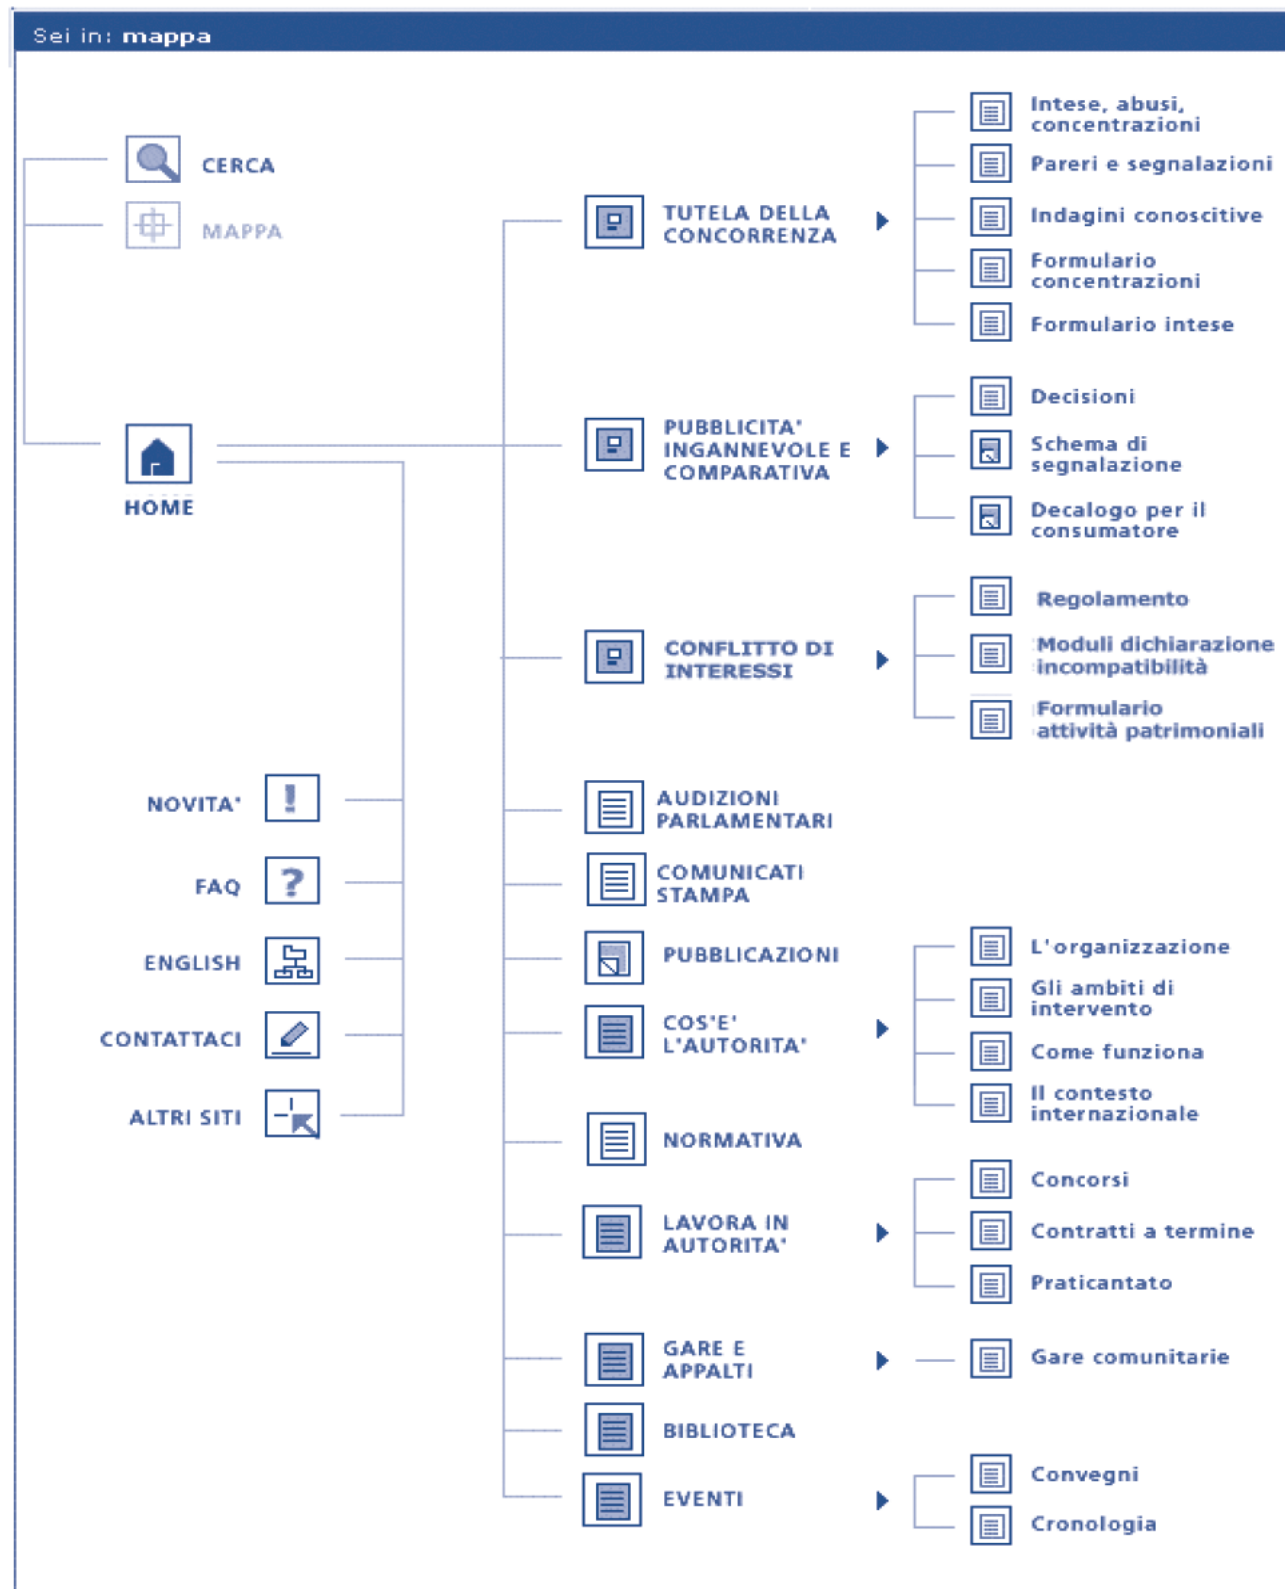 Sei in: mappa
CERCA
MAPPA
HOME
NOVITA'
FAQ
ENGLISH
CONTATTACI
ALTRI SITI
TUTELA DELLA
CONCORRENZA
Intese, abusi,
concentrazioni
Pareri e segnalazioni
Indagini conoscitive
Formulario
concentrazioni
Formulario intese
PUBBLICITA'
INGANNEVOLE E
COMPARATIVA
Decisioni
Schema di
segnalazione
Decalogo per il
consumatore
CONFLITTO DI
INTERESSI
Regolamento
Moduli dichiarazione
incompatibilità
Formulario
attività patrimoniali
AUDIZIONI
PARLAMENTARI
COMUNICATI
STAMPA
PUBBLICAZIONI
COS'E'
L'AUTORITA'
L'organizzazione
Gli ambiti di
intervento
Come funziona
Il contesto
internazionale
NORMATIVA
LAVORA IN
AUTORITA'
Concorsi
Contratti a termine
Praticantato
GARE E
APPALTI
Gare comunitarie
BIBLIOTECA
EVENTI
Convegni
Cronologia